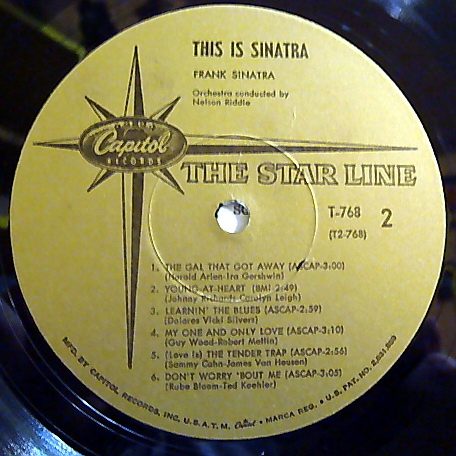 THIS IS SINATRA
FRANK SINATRA
Orchestra conducted by
Nelson Riddle
Capitol
RECORDS
THE STAR LINE
T-768
2
(T2-768)
1. THE GAL THAT GOT AWAY (ASCAP-3:00)
(Harold Arlen-Ira Gershwin)
2. YOUNG-AT-HEART (BMI-2:49)
(Johnny Richards-Carolyn Leigh)
3. LEARNIN' THE BLUES (ASCAP-2:59)
(Dolores Vicki Silvers)
4. MY ONE AND ONLY LOVE (ASCAP-3:10)
(Guy Wood-Robert Mellin)
5. (Love Is) THE TENDER TRAP (ASCAP-2:56)
(Sammy Cahn-James Van Heusen)
6. DON'T WORRY 'BOUT ME (ASCAP-3:05)
(Rube Bloom-Ted Koehler)
MFD. BY CAPITOL RECORDS, INC. U.S.A. T.M. Capitol • MARCA REG. • U.S. PAT. NO.